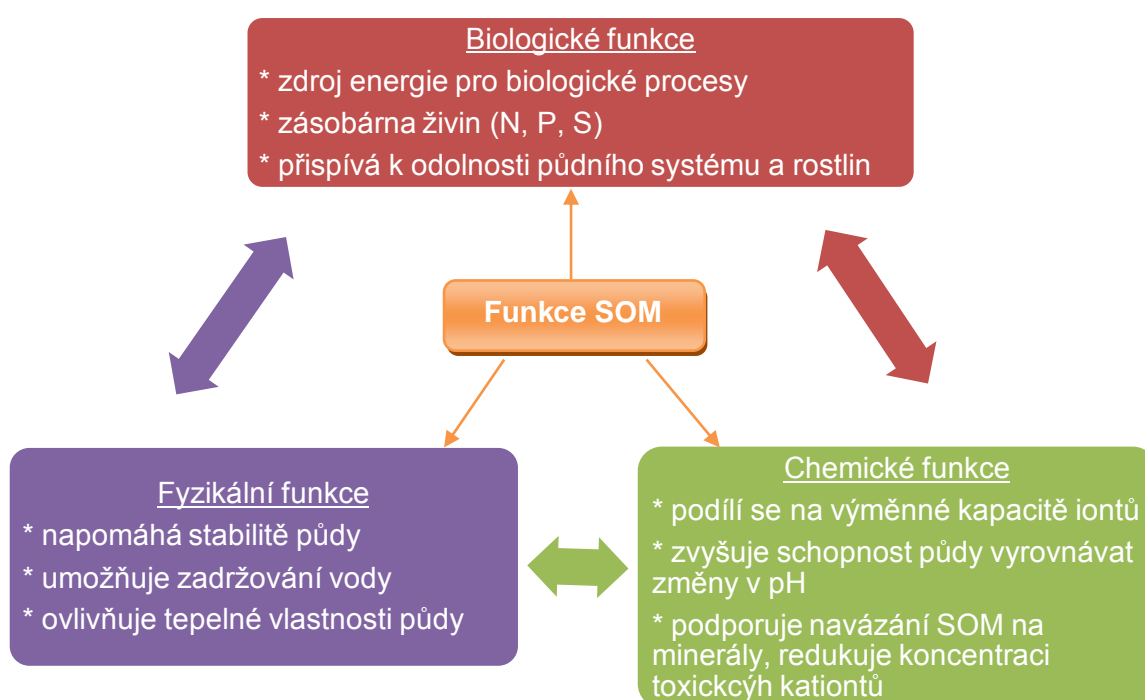 Biologické funkce
* zdroj energie pro biologické procesy
* zásobárna živin (N, P, S)
* přispívá k odolnosti půdního systému a rostlin
Funkce SOM
Fyzikální funkce
* napomáhá stabilitě půdy
* umožňuje zadržování vody
* ovlivňuje tepelné vlastnosti půdy
Chemické funkce
* podílí se na výměnné kapacitě iontů
* zvyšuje schopnost půdy vyrovnávat
změny v pH
* podporuje navázání SOM na
minerály, redukuje koncentraci
toxickcýh kationtů